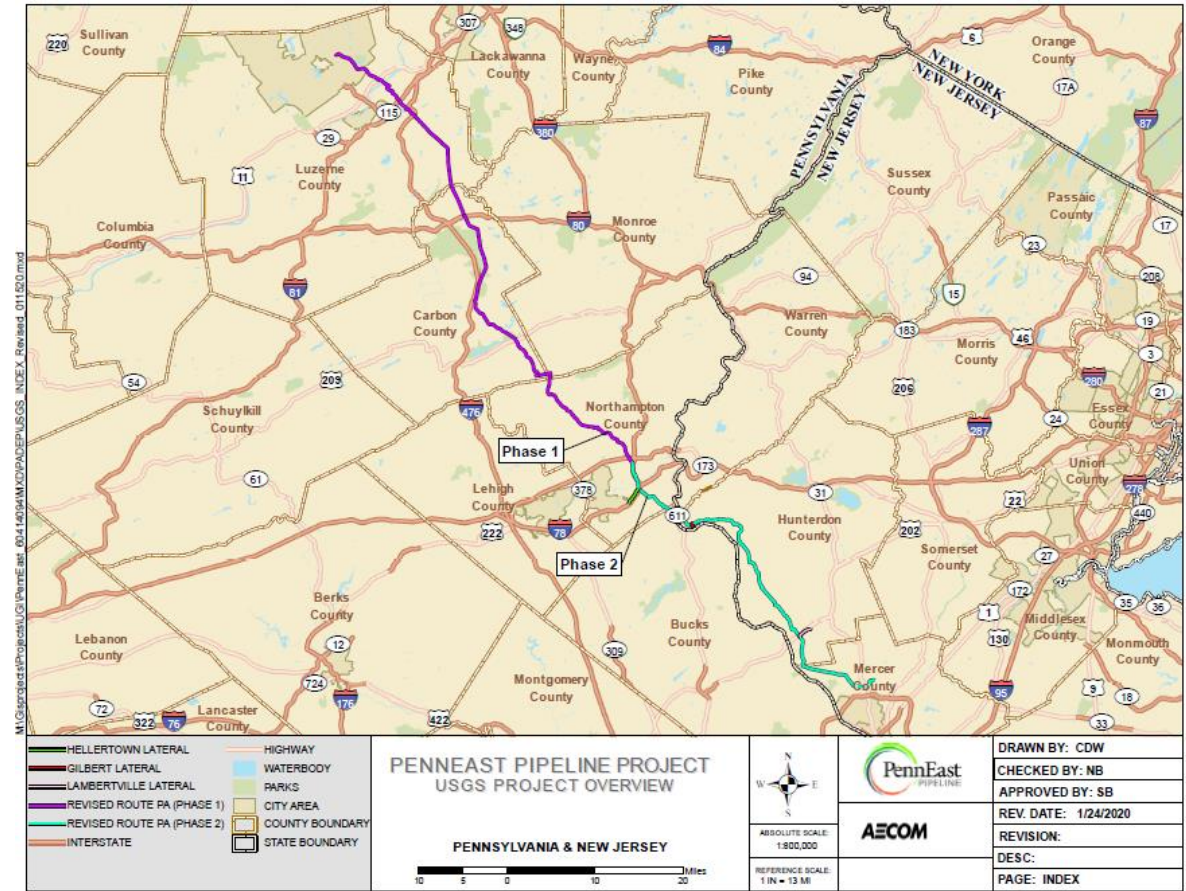 Sullivan
County
220
307
348
Lackawanna
County
Wayne
County
84
6
Orange
County
17A
Pike
County
NEW YORK
NEW JERSEY
PENNSYLVANIA
NEW JERSEY
87
115
29
380
Luzerne
County
11
Sussex
County
Passaic
County
17
Columbia
County
80
Monroe
County
23
94
208
81
15
Carbon
County
Warren
County
183
Morris
County
46
19
3
54
209
206
280
21
Schuylkill
County
476
Northampton
County
287
24
Essex
County
Phase 1
173
61
Lehigh
County
378
31
Union
County
22
278
440
611
Hunterdon
County
222
78
202
Somerset
County
27
Phase 2
172
35
36
Berks
County
1
Middlesex
County
Bucks
County
130
Lebanon
County
12
309
Monmouth
County
724
Montgomery
County
Mercer
County
9
18
176
95
72
322
76
Lancaster
County
422
33
HELLERTOWN LATERAL
GILBERT LATERAL
LAMBERTVILLE LATERAL
REVISED ROUTE PA (PHASE 1)
REVISED ROUTE PA (PHASE 2)
INTERSTATE
HIGHWAY
WATERBODY
PARKS
CITY AREA
COUNTY BOUNDARY
STATE BOUNDARY
PENNEAST PIPELINE PROJECT
USGS PROJECT OVERVIEW
PENNSYLVANIA & NEW JERSEY
Miles
10 5 0 10 20
N
W E
S
ABSOLUTE SCALE:
1:800,000
REFERENCE SCALE:
1 IN = 13 MI
PennEast
PIPELINE
AECOM
DRAWN BY: CDW
CHECKED BY: NB
APPROVED BY: SB
REV. DATE: 1/24/2020
REVISION:
DESC:
PAGE: INDEX